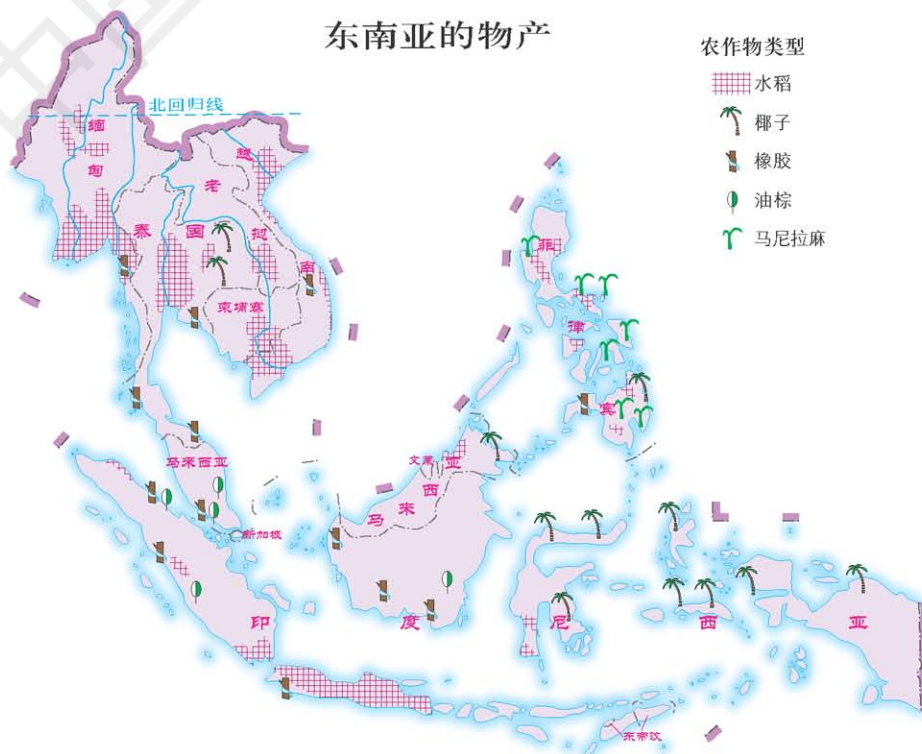 东南亚的物产
农作物类型
水稻
椰子
橡胶
油棕
马尼拉麻
北回归线
缅甸
越南
老挝
泰国
柬埔寨
菲律宾
马来西亚
文莱
马来西亚
新加坡
印度尼西亚
东帝汶